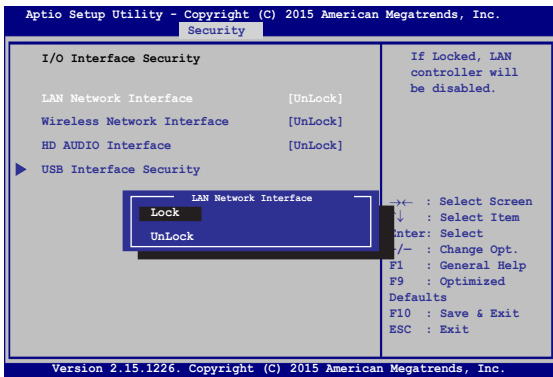 Aptio Setup Utility - Copyright (C) 2015 American Megatrends, Inc.
Security
I/O Interface Security
LAN Network Interface [UnLock]
Wireless Network Interface [UnLock]
HD AUDIO Interface [UnLock]
USB Interface Security
LAN Network Interface
Lock
UnLock
If Locked, LAN
controller will
be disabled.
→← : Select Screen
↑↓ : Select Item
Enter: Select
+/— : Change Opt.
F1 : General Help
F9 : Optimized
Defaults
F10 : Save & Exit
ESC : Exit
Version 2.15.1226. Copyright (C) 2015 American Megatrends, Inc.